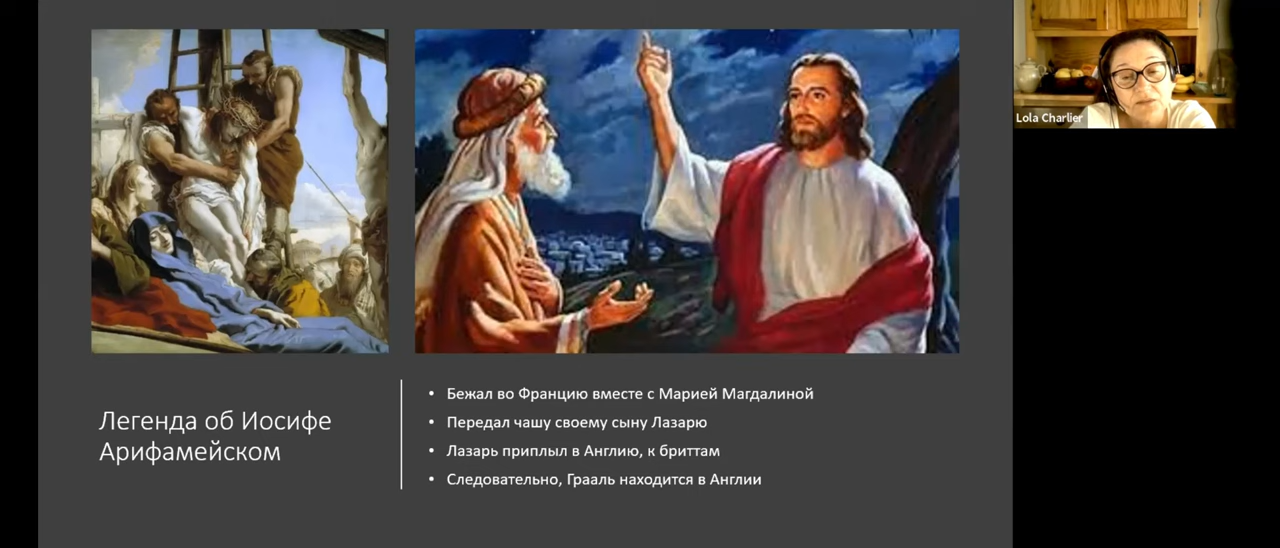 Lola Charlier
Легенда об Иосифе
Арифамейском
• Бежал во Францию вместе с Марией Магдалиной
• Передал чашу своему сыну Лазарю
• Лазарь приплыл в Англию, к бриттам
• Следовательно, Грааль находится в Англии